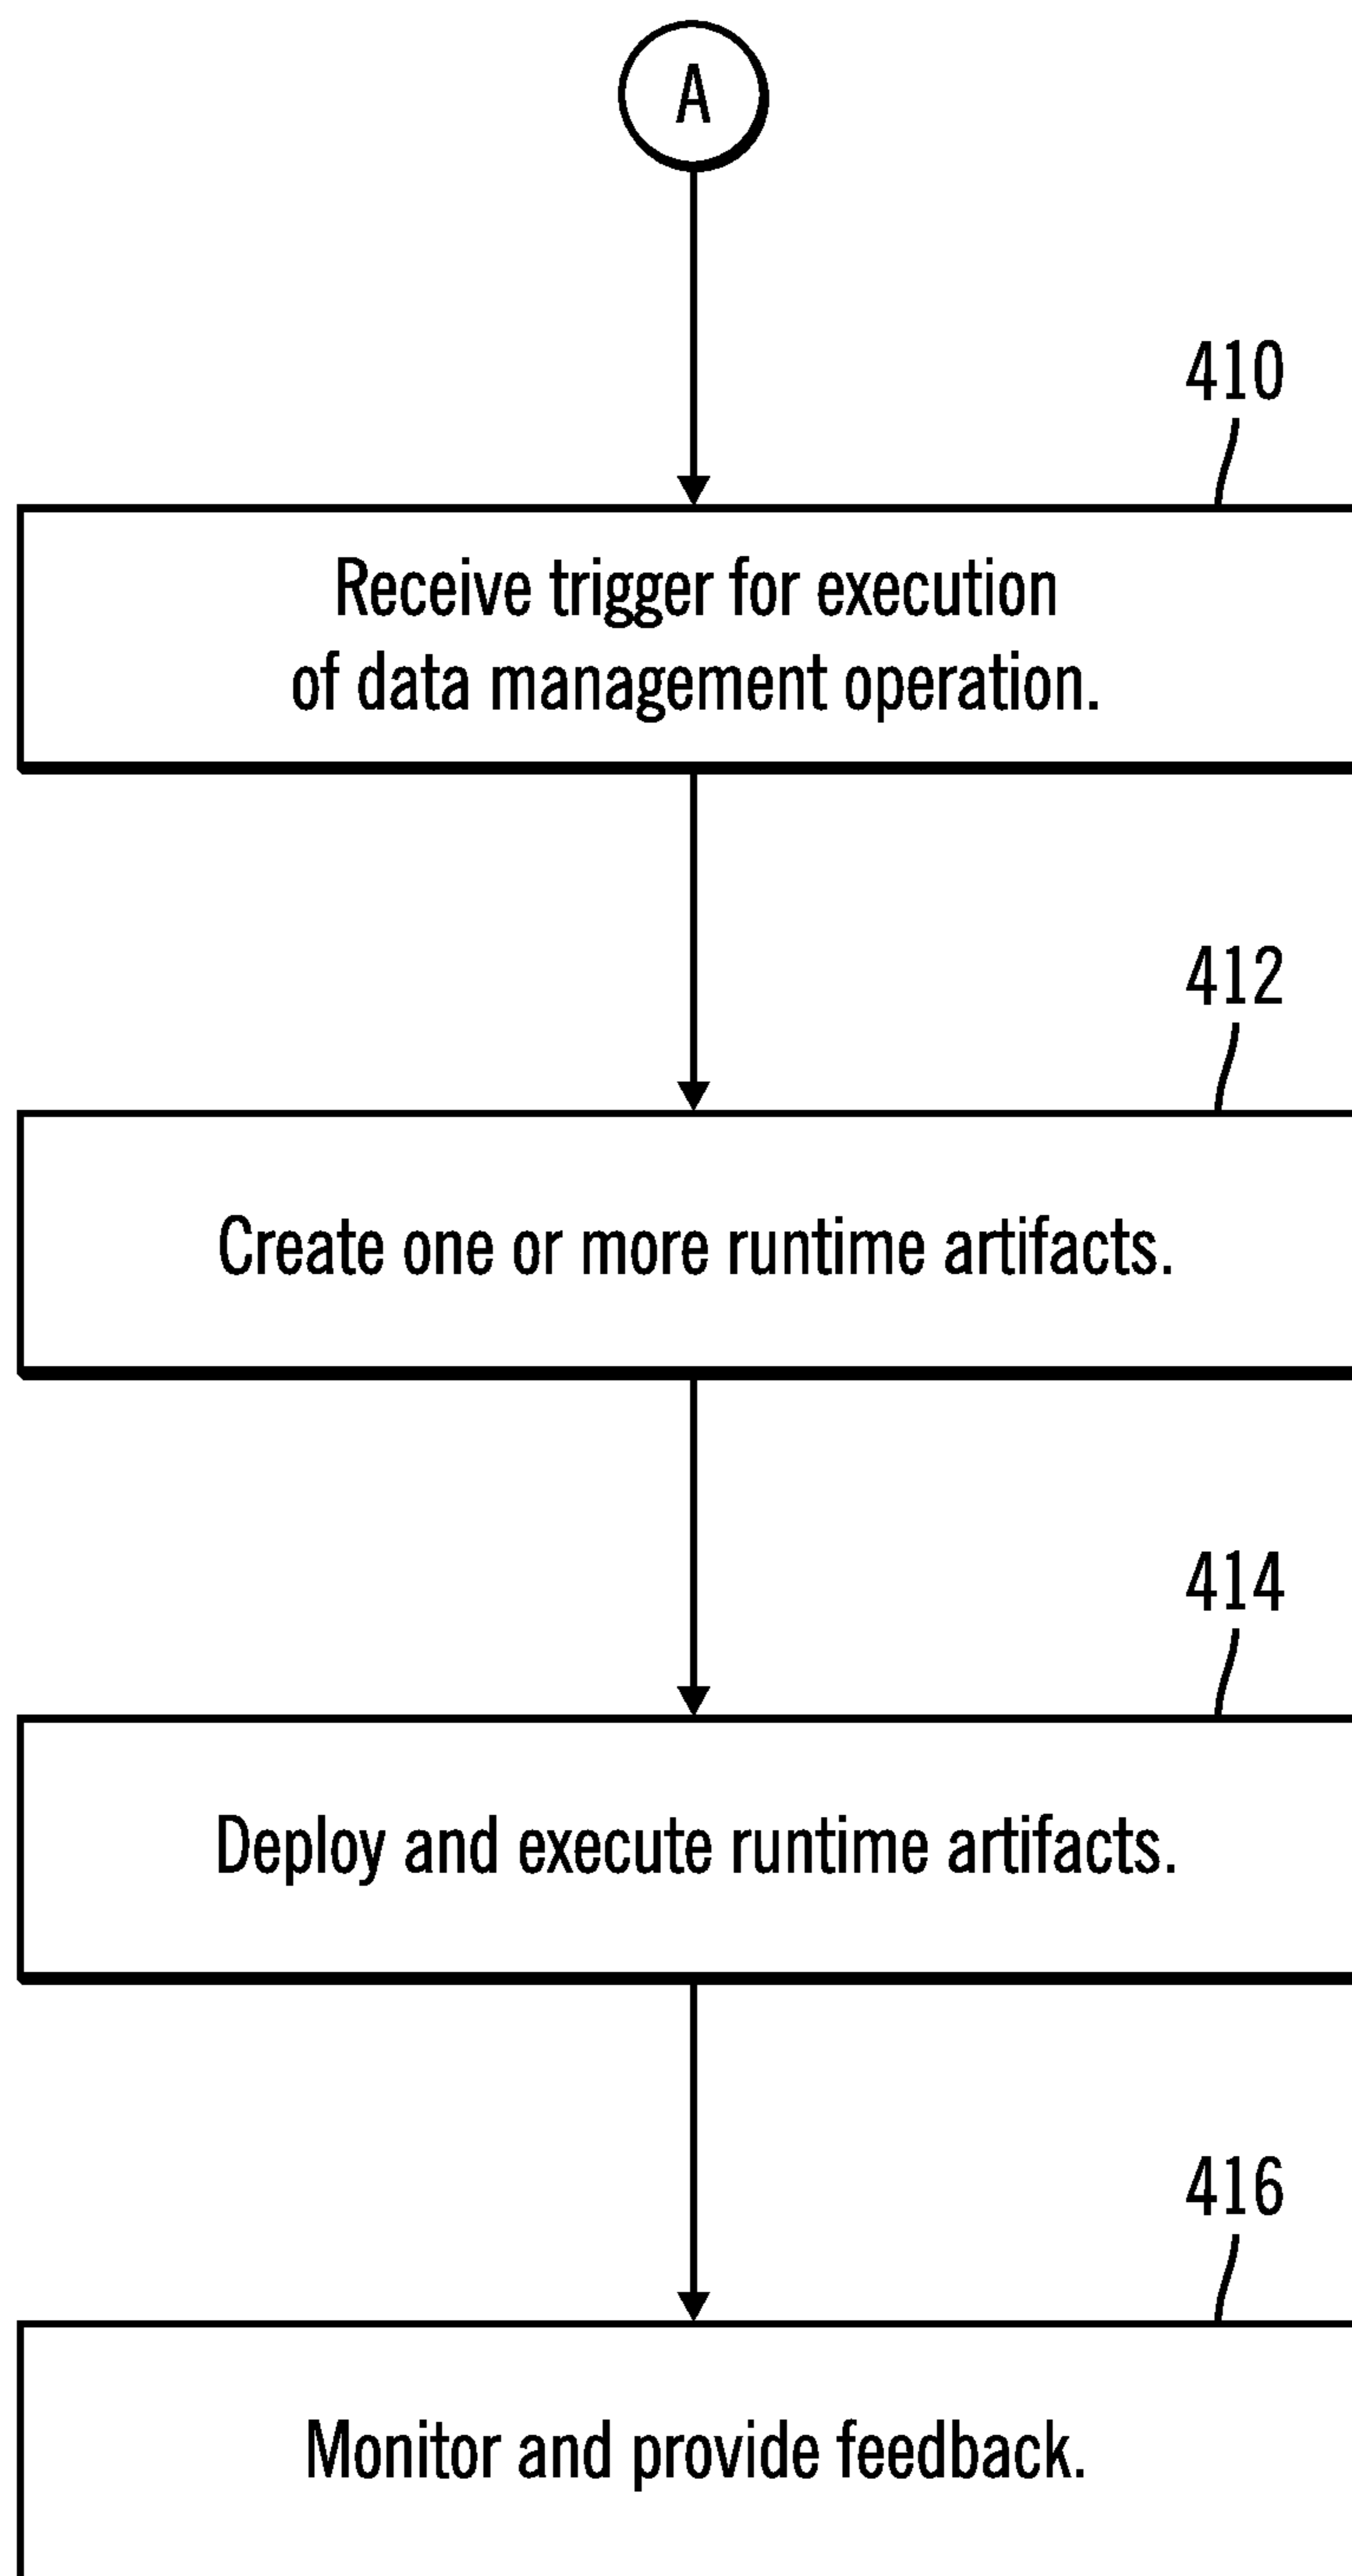 A
410
Receive trigger for execution
of data management operation.
412
Create one or more runtime artifacts.
414
Deploy and execute runtime artifacts.
416
Monitor and provide feedback.